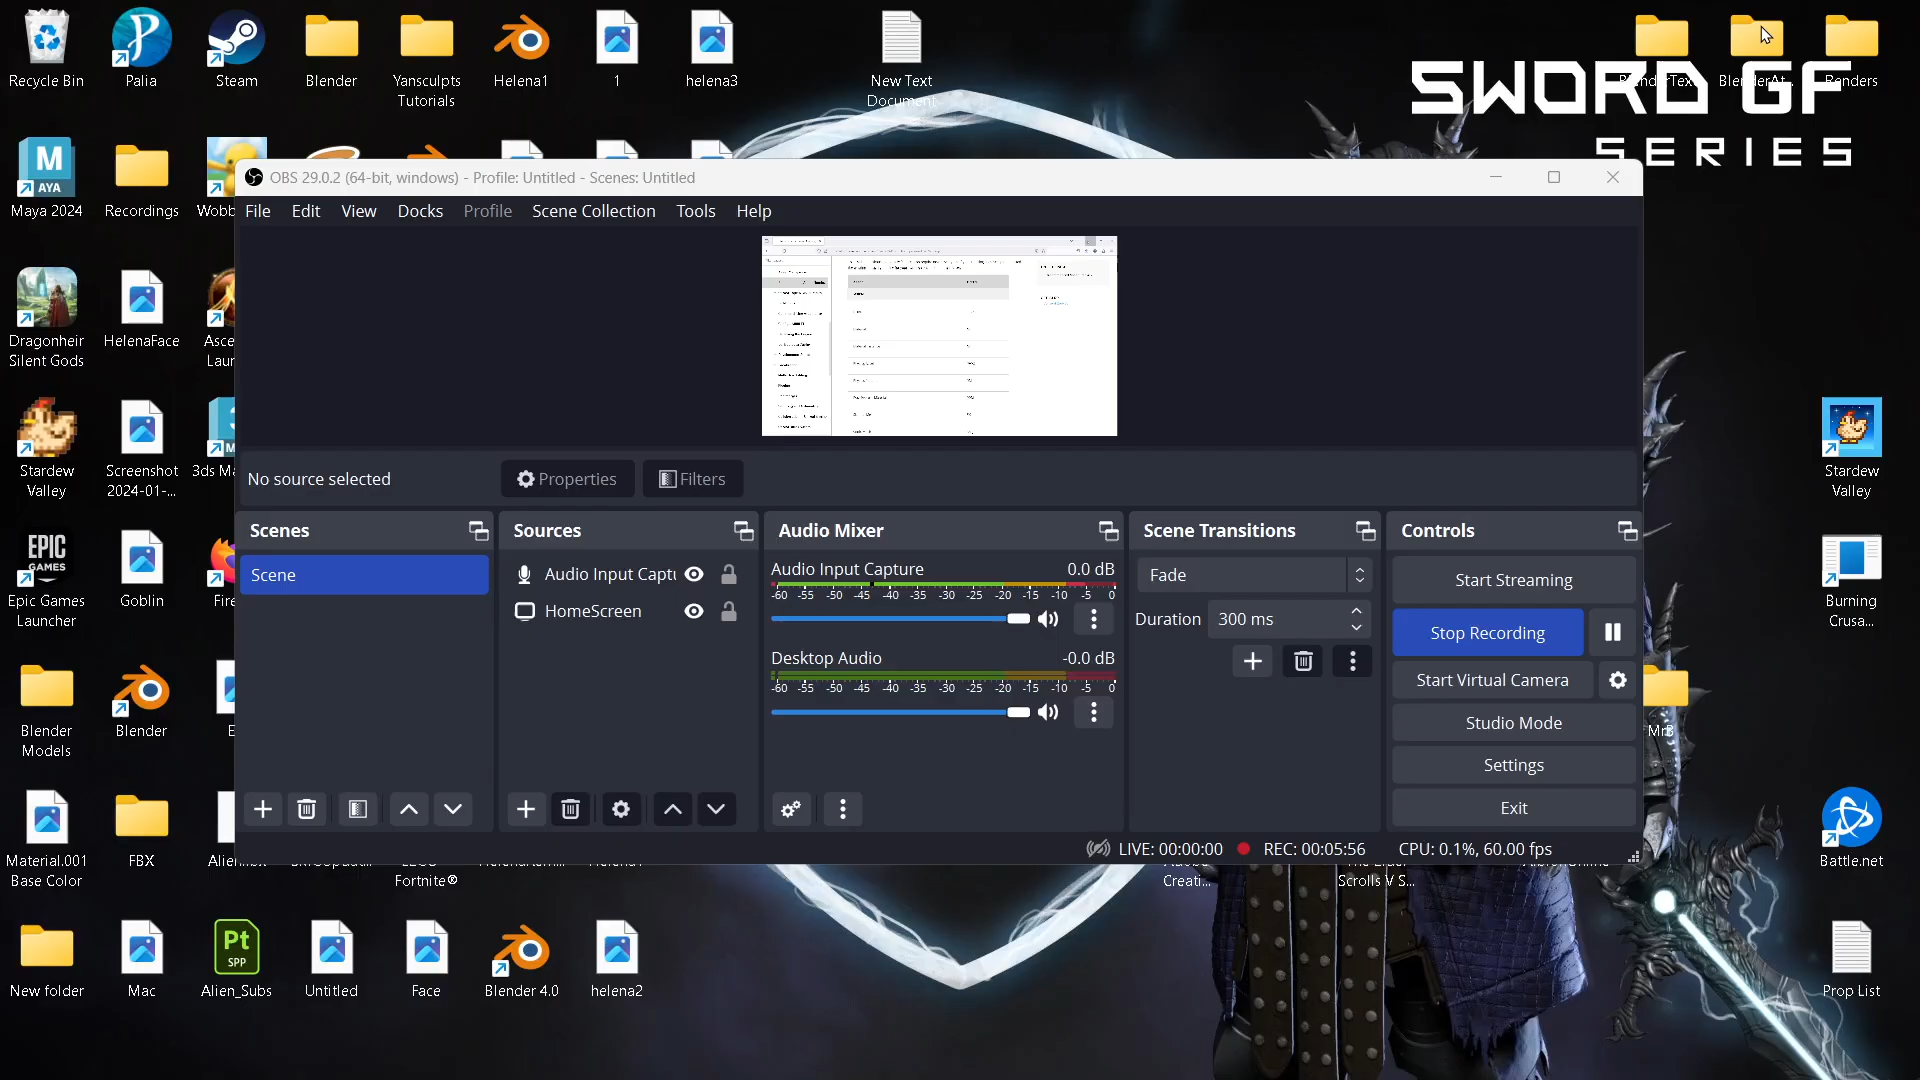 Recycle Bin
Palia
Steam
Blender
Yansculpts
Tutorials
Helena1
1
helena3
New Text
Document
Renders
SWORD GF
SERIES
Maya 2024
Recordings
OBS 29.0.2 (64-bit, windows) - Profile: Untitled - Scenes: Untitled
File
Edit
View
Docks
Profile
Scene Collection
Tools
Help
Dragonheir
Silent Gods
HelenaFace
Stardew
Valley
Screenshot
2024-01-...
No source selected
Properties
Filters
Scenes
Sources
Audio Mixer
Scene Transitions
Controls
Scene
Audio Input Captu
HomeScreen
Audio Input Capture
0.0 dB
-60 -55 -50 -45 -40 -35 -30 -25 -20 -15 -10 -5 0
Desktop Audio
-0.0 dB
-60 -55 -50 -45 -40 -35 -30 -25 -20 -15 -10 -5 0
Fade
Duration
300 ms
Start Streaming
Stop Recording
Start Virtual Camera
Studio Mode
Settings
Exit
LIVE: 00:00:00
REC: 00:05:56
CPU: 0.1%, 60.00 fps
Stardew
Valley
Epic Games
Launcher
Goblin
Burning
Crusa...
Blender
Models
Blender
Material.001
Base Color
FBX
Fortnite®
Creati...
Scrolls V S...
Battle.net
New folder
Mac
Pt
SPP
Alien_Subs
Untitled
Face
Blender 4.0
helena2
Prop List